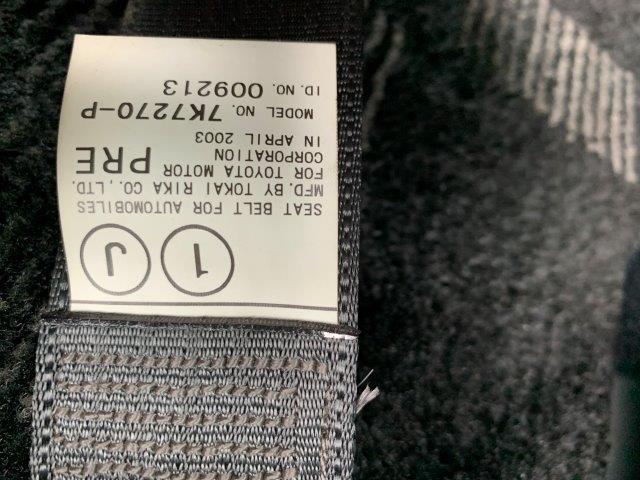 1 J
SEAT BELT FOR AUTOMOBILES
MFD. BY TOKAI RIKA CO., LTD.
FOR TOYOTA MOTOR
CORPORATION PRE
IN APRIL 2003
MODEL NO. 7K7270-P
ID. NO. 009213